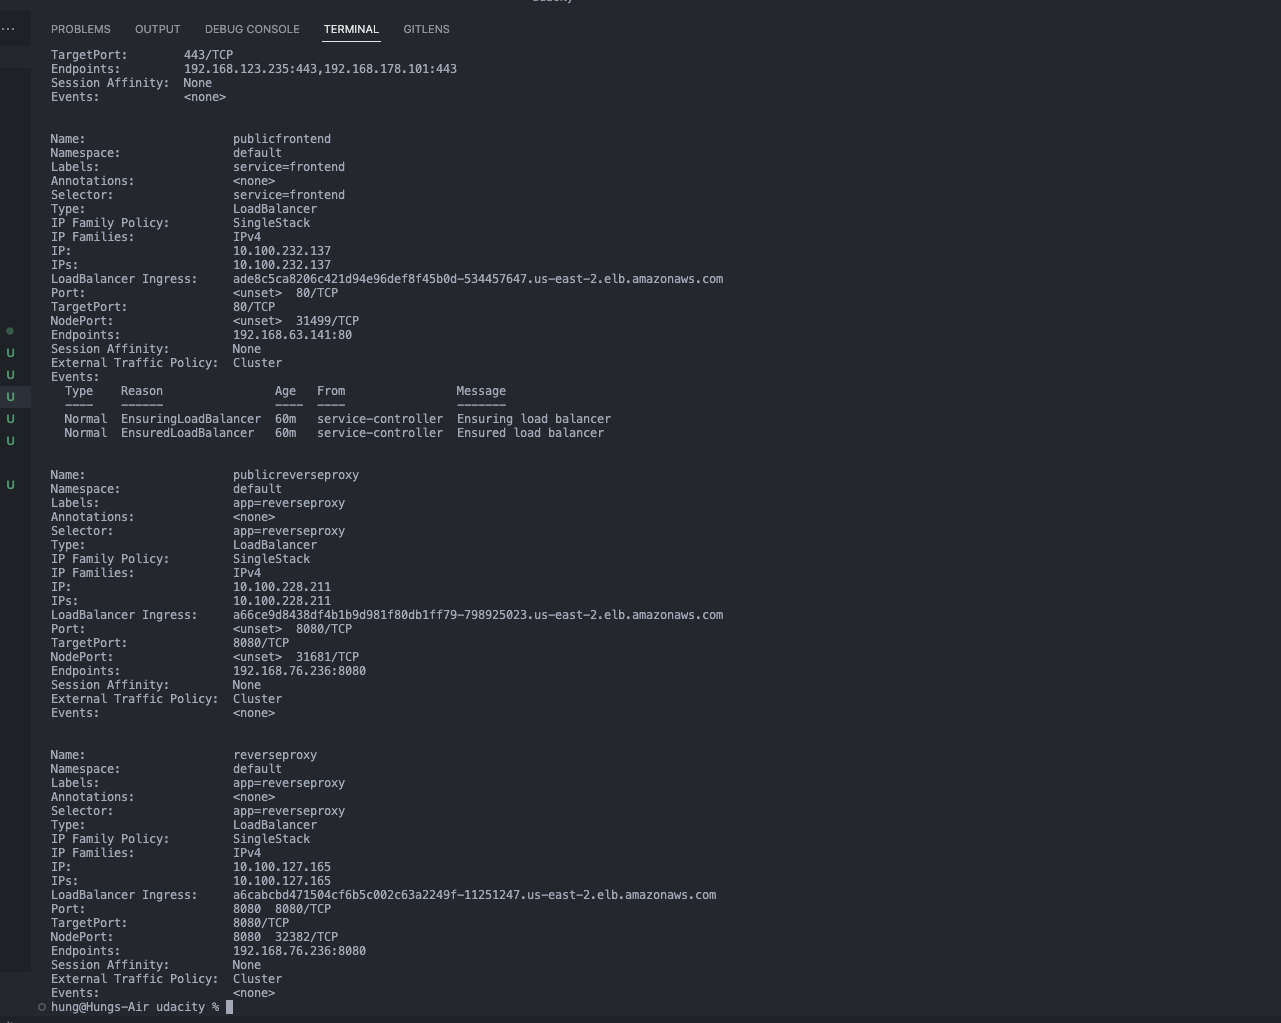 PROBLEMS OUTPUT DEBUG CONSOLE TERMINAL GITLENS
TargetPort: 443/TCP
Endpoints: 192.168.123.235:443,192.168.178.101:443
Session Affinity: None
Events: <none>
Name: publicfrontend
Namespace: default
Labels: service=frontend
Annotations: <none>
Selector: service=frontend
Type: LoadBalancer
IP Family Policy: SingleStack
IP Families: IPv4
IP: 10.100.232.137
IPs: 10.100.232.137
LoadBalancer Ingress: ade8c5ca8206c421d94e96def8f45b0d-534457647.us-east-2.elb.amazonaws.com
Port: <unset> 80/TCP
TargetPort: 80/TCP
NodePort: <unset> 31499/TCP
Endpoints: 192.168.63.141:80
Session Affinity: None
External Traffic Policy: Cluster
Events:
Type Reason Age From Message
---- ------ ---- ---- -------
Normal EnsuringLoadBalancer 60m service-controller Ensuring load balancer
Normal EnsuredLoadBalancer 60m service-controller Ensured load balancer
Name: publicreverseproxy
Namespace: default
Labels: app=reverseproxy
Annotations: <none>
Selector: app=reverseproxy
Type: LoadBalancer
IP Family Policy: SingleStack
IP Families: IPv4
IP: 10.100.228.211
IPs: 10.100.228.211
LoadBalancer Ingress: a66ce9d8438df4b1b9d981f80db1ff79-798925023.us-east-2.elb.amazonaws.com
Port: <unset> 8080/TCP
TargetPort: 8080/TCP
NodePort: <unset> 31681/TCP
Endpoints: 192.168.76.236:8080
Session Affinity: None
External Traffic Policy: Cluster
Events: <none>
Name: reverseproxy
Namespace: default
Labels: app=reverseproxy
Annotations: <none>
Selector: app=reverseproxy
Type: LoadBalancer
IP Family Policy: SingleStack
IP Families: IPv4
IP: 10.100.127.165
IPs: 10.100.127.165
LoadBalancer Ingress: a6cabcbd471504cf6b5c002c63a2249f-11251247.us-east-2.elb.amazonaws.com
Port: 8080 8080/TCP
TargetPort: 8080/TCP
NodePort: 8080 32382/TCP
Endpoints: 192.168.76.236:8080
Session Affinity: None
External Traffic Policy: Cluster
Events: <none>
hung@Hungs-Air udacity %
U
U
U
U
U
U